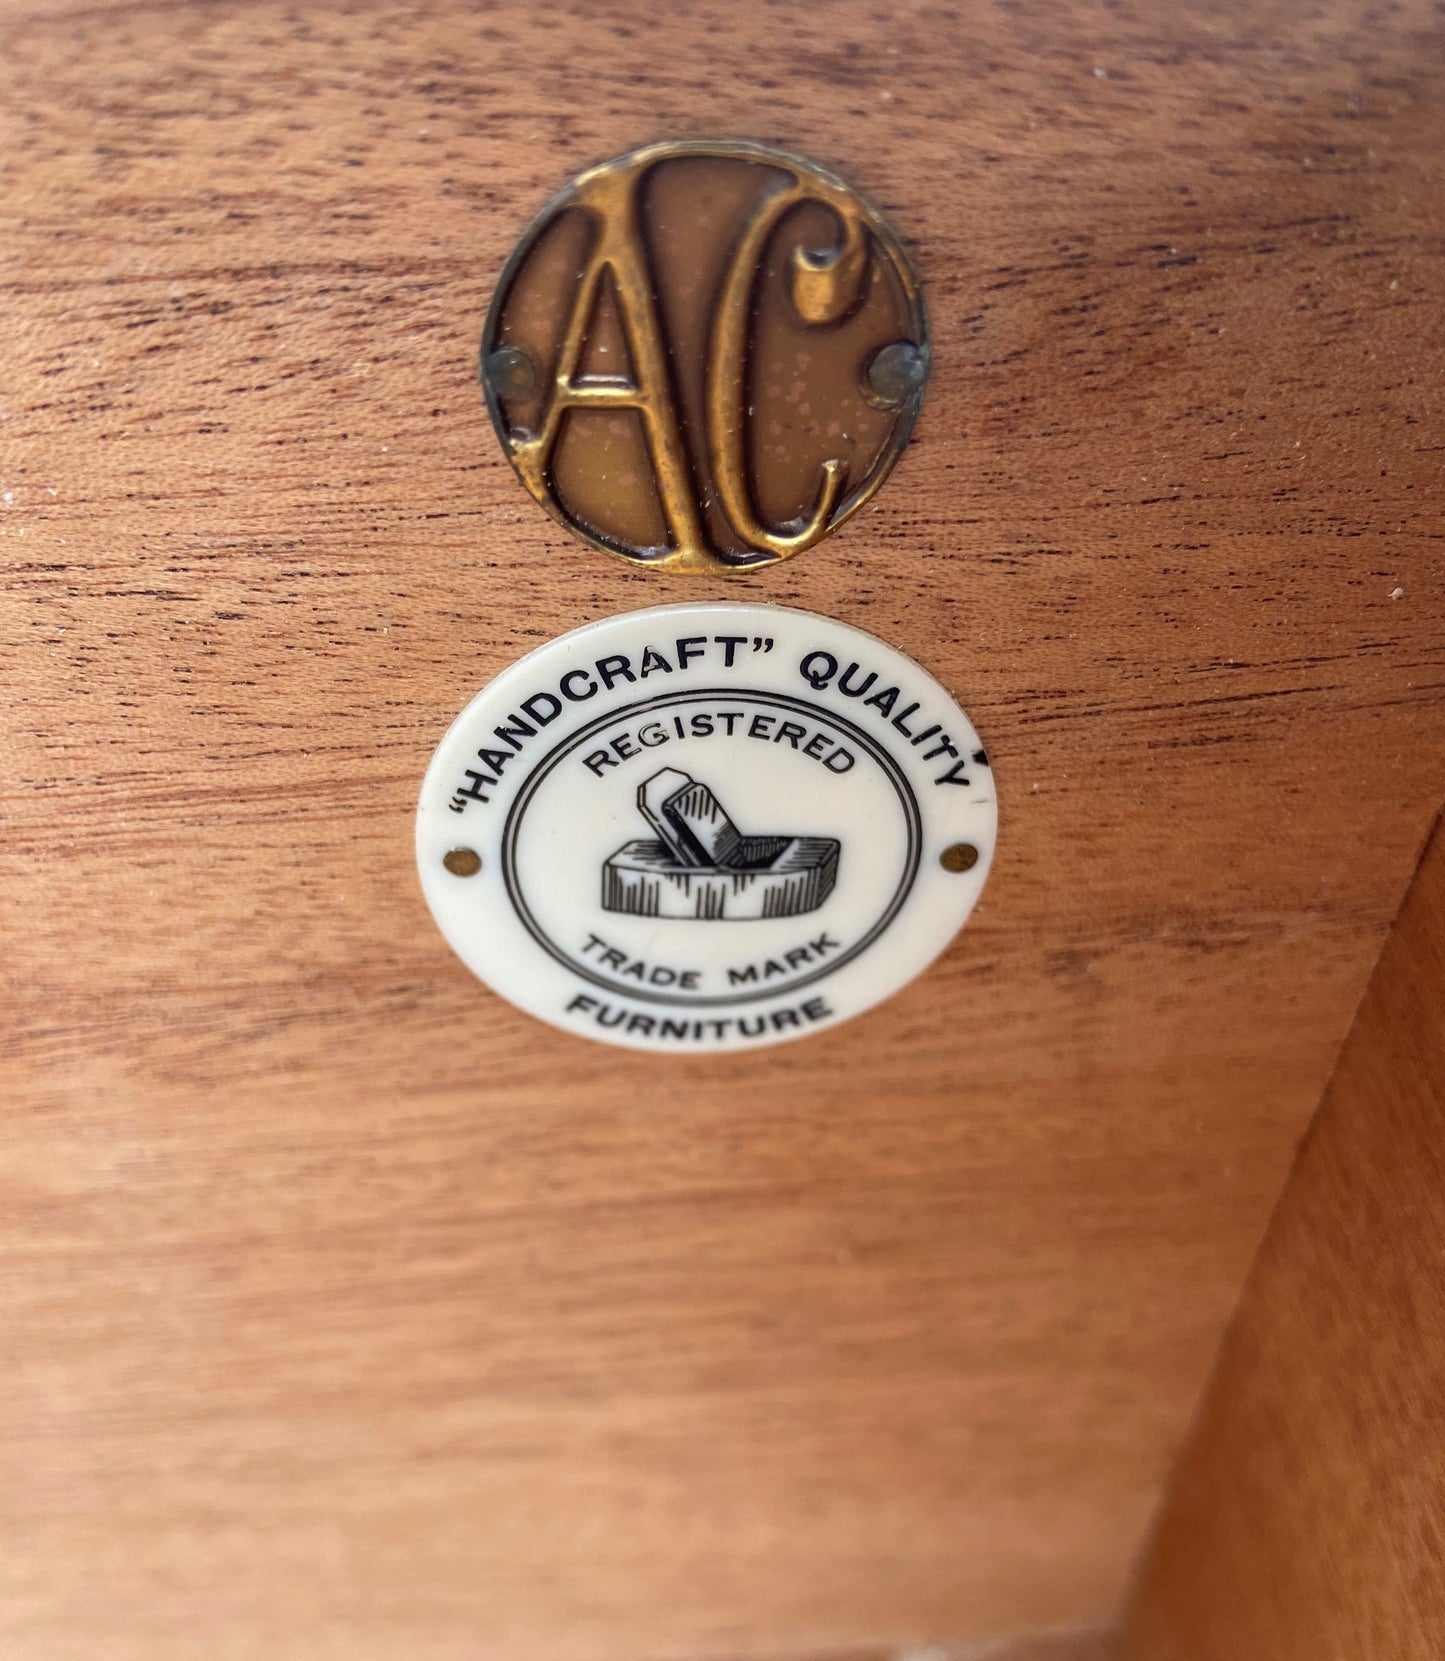 AC
"HANDCRAFT" QUALITY
REGISTERED
TRADE MARK
FURNITURE